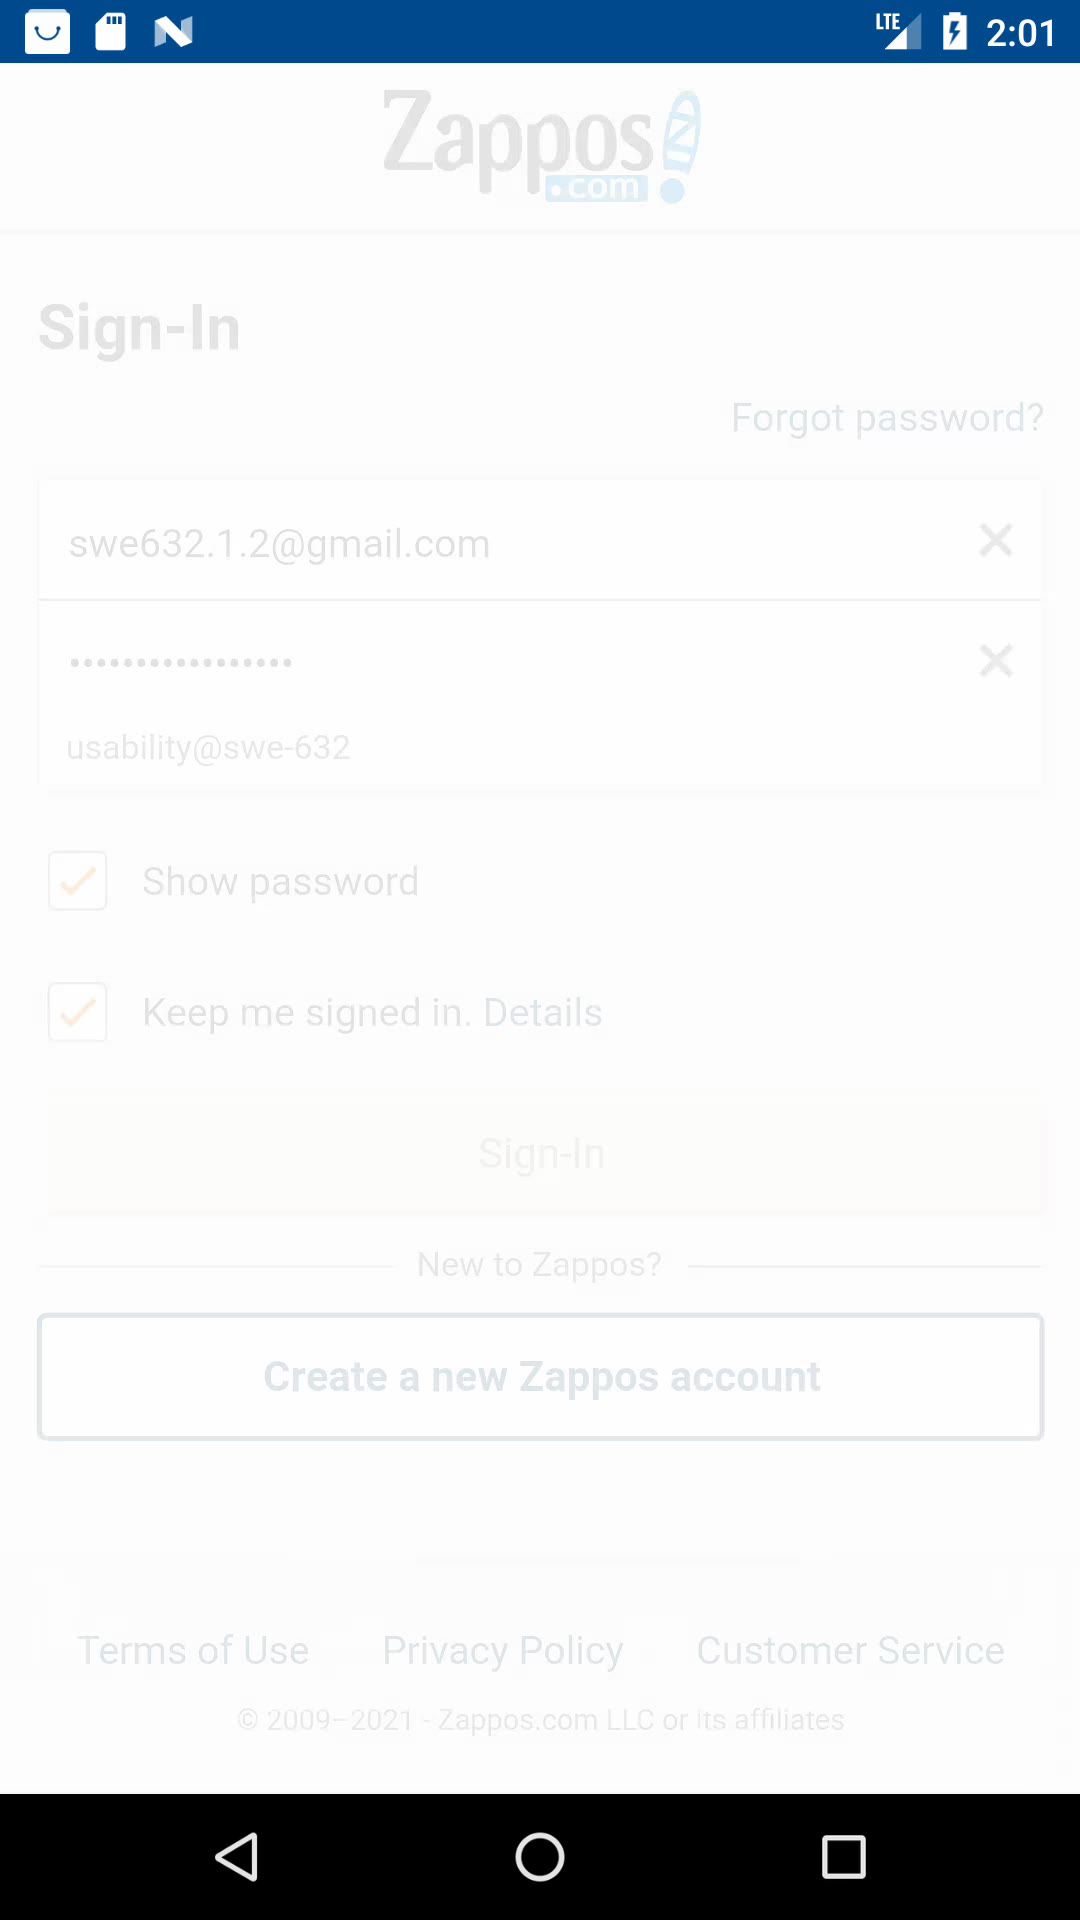 LTE 2:01
Zappos
.com
Sign-In
Forgot password?
swe632.1.2@gmail.com
•••••••••••••••••
usability@swe-632
Show password
Keep me signed in. Details
Sign-In
New to Zappos?
Create a new Zappos account
Terms of Use Privacy Policy Customer Service
© 2009–2021 - Zappos.com LLC or its affiliates